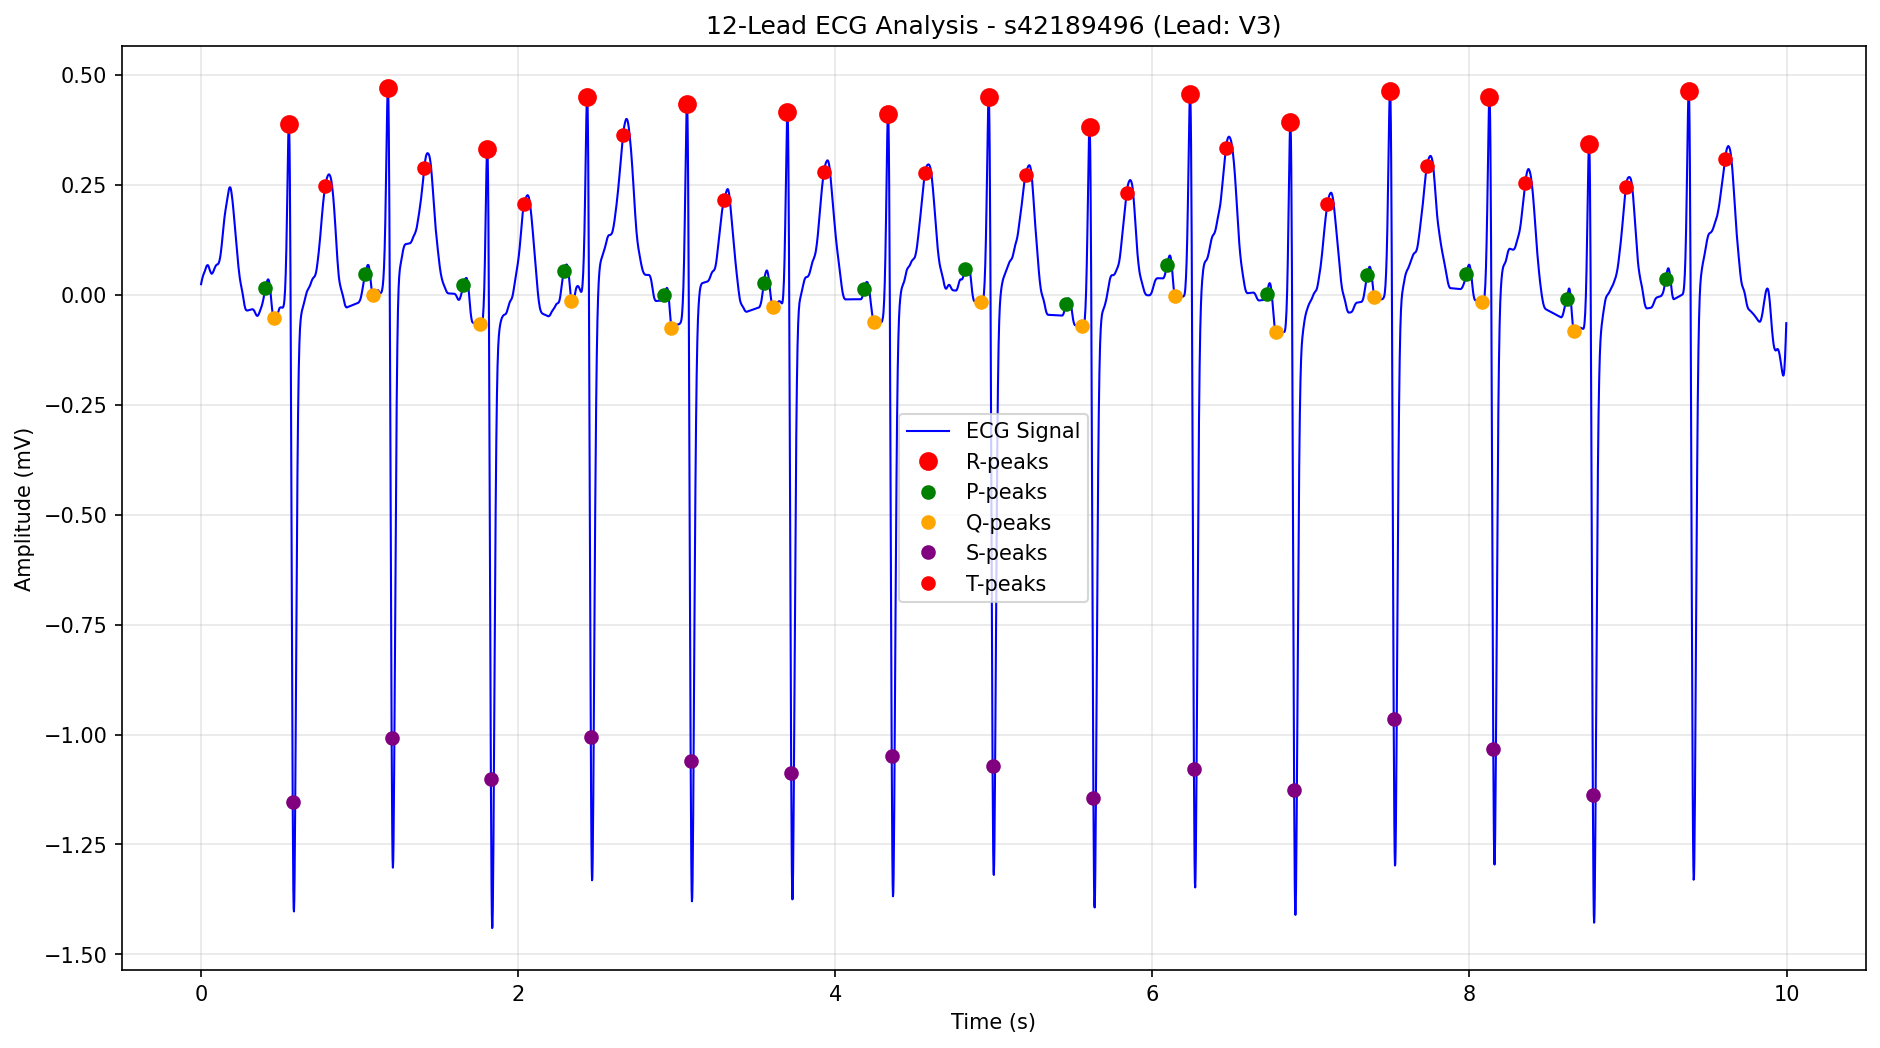 12-Lead ECG Analysis - s42189496 (Lead: V3)
0.50
0.25
0.00
−0.25
−0.50
−0.75
−1.00
−1.25
−1.50
Amplitude (mV)
ECG Signal
R-peaks
P-peaks
Q-peaks
S-peaks
T-peaks
0 2 4 6 8 10
Time (s)